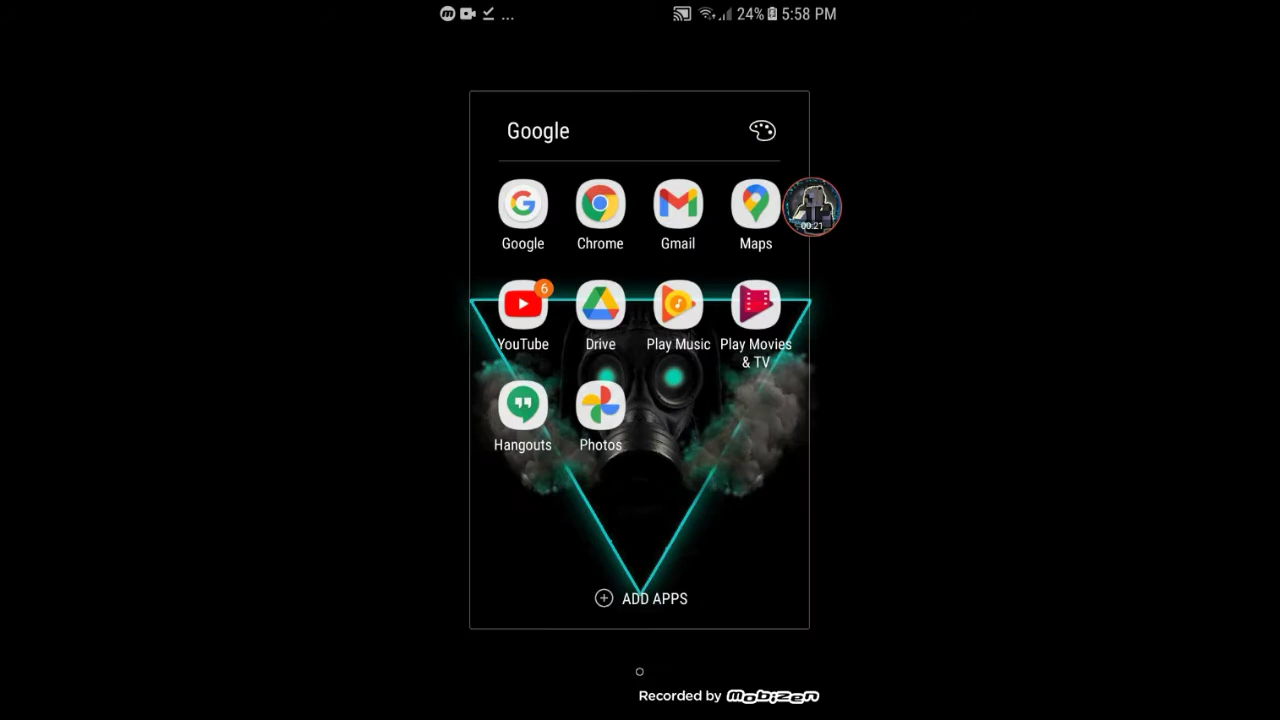 24% 5:58 PM
Google
00:21
Google Chrome Gmail Maps
6
YouTube Drive Play Music Play Movies
& TV
Hangouts Photos
ADD APPS
Recorded by Mobizen